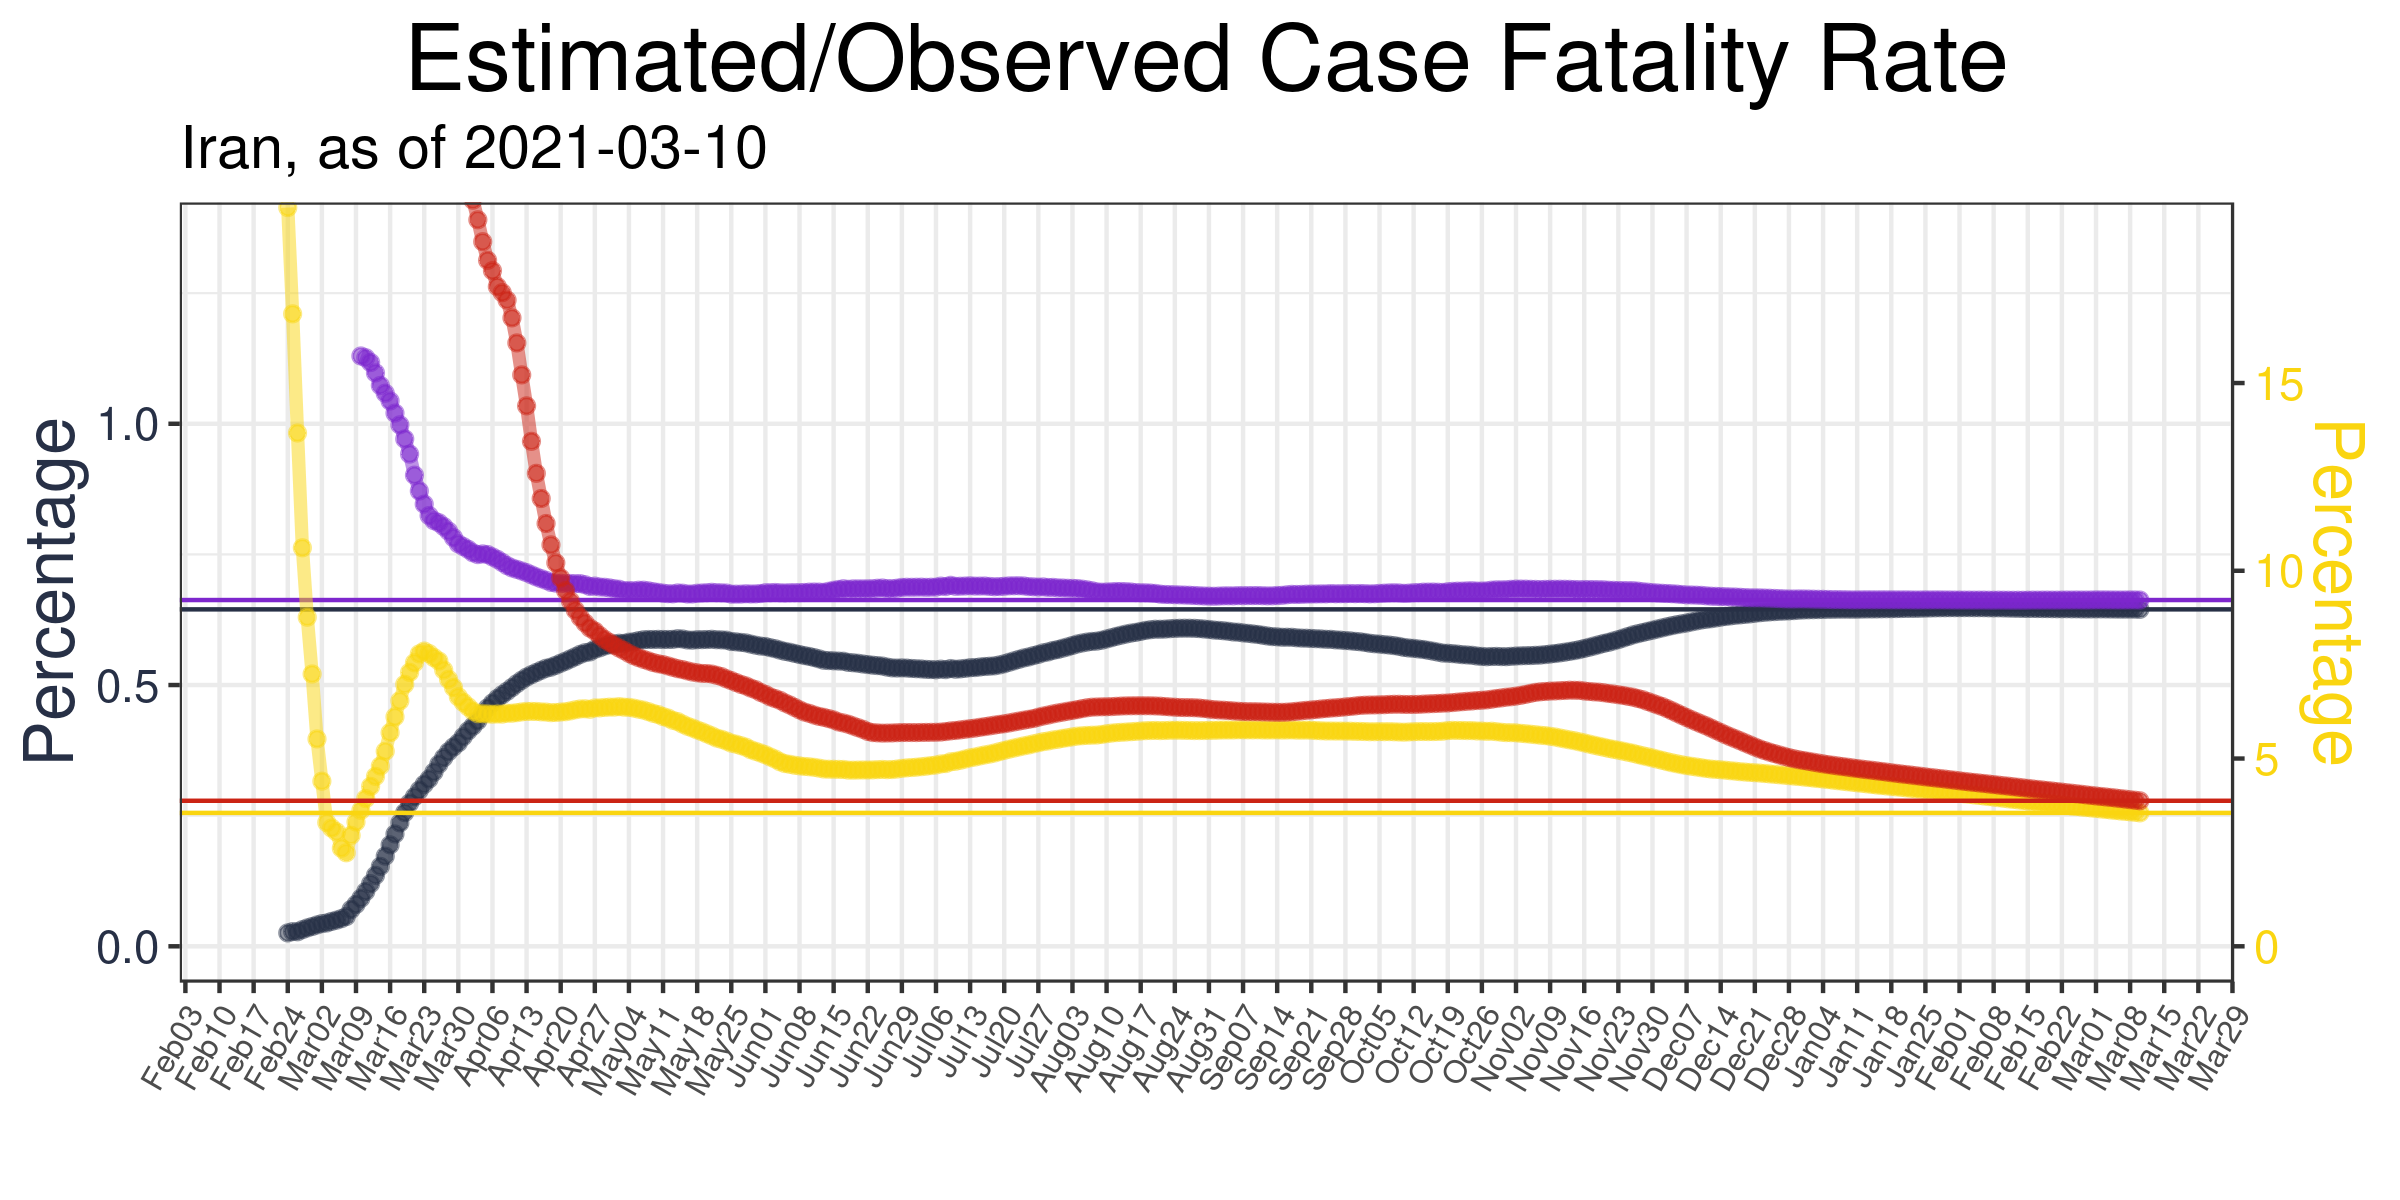 Estimated/Observed Case Fatality Rate
Iran, as of 2021-03-10
Percentage
1.0
0.5
0.0
15
10
5
0
Percentage
Feb03
Feb10
Feb17
Feb24
Mar02
Mar09
Mar16
Mar23
Mar30
Apr06
Apr13
Apr20
Apr27
May04
May11
May18
May25
Jun01
Jun08
Jun15
Jun22
Jun29
Jul06
Jul13
Jul20
Jul27
Aug03
Aug10
Aug17
Aug24
Aug31
Sep07
Sep14
Sep21
Sep28
Oct05
Oct12
Oct19
Oct26
Nov02
Nov09
Nov16
Nov23
Nov30
Dec07
Dec14
Dec21
Dec28
Jan04
Jan11
Jan18
Jan25
Feb01
Feb08
Feb15
Feb22
Mar01
Mar08
Mar15
Mar22
Mar29